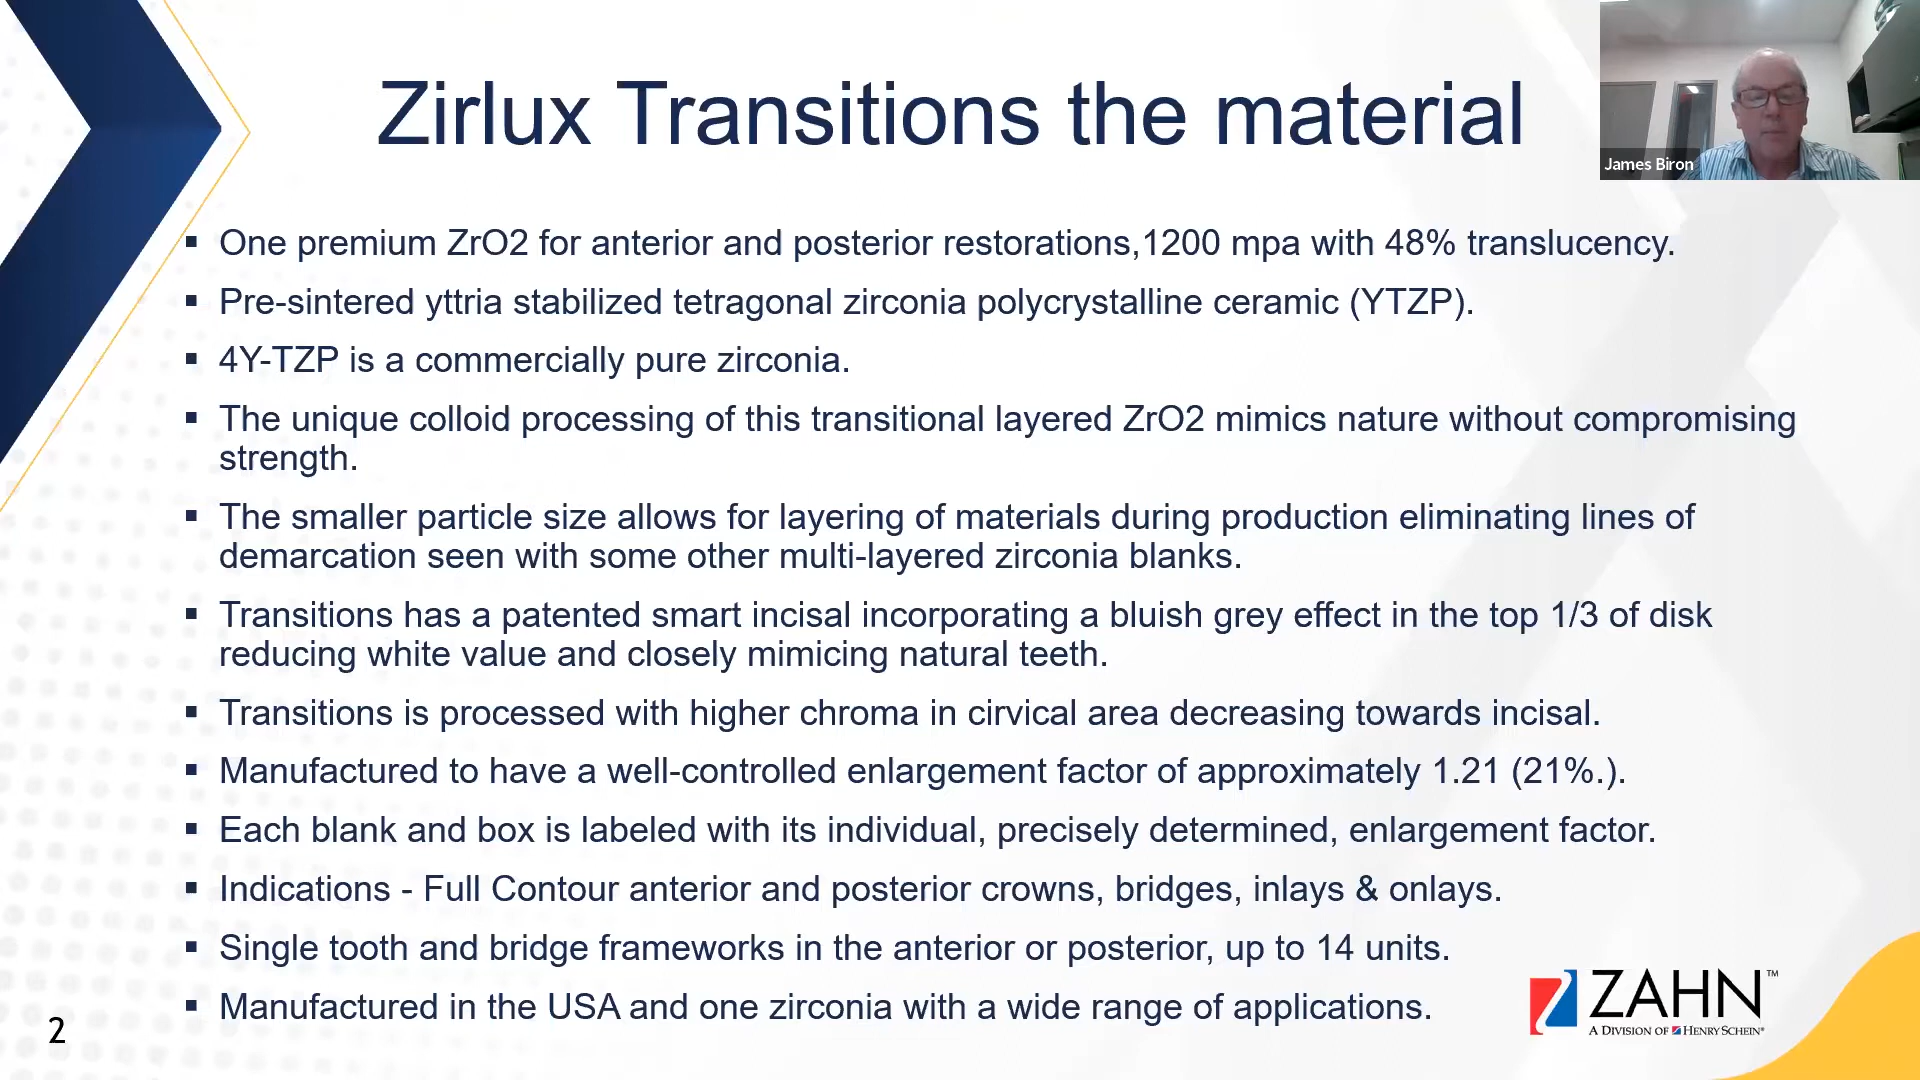 Zirlux Transitions the material
James Biron
▪ One premium ZrO2 for anterior and posterior restorations,1200 mpa with 48% translucency.
▪ Pre-sintered yttria stabilized tetragonal zirconia polycrystalline ceramic (YTZP).
▪ 4Y-TZP is a commercially pure zirconia.
▪ The unique colloid processing of this transitional layered ZrO2 mimics nature without compromising
strength.
▪ The smaller particle size allows for layering of materials during production eliminating lines of
demarcation seen with some other multi-layered zirconia blanks.
▪ Transitions has a patented smart incisal incorporating a bluish grey effect in the top 1/3 of disk
reducing white value and closely mimicing natural teeth.
▪ Transitions is processed with higher chroma in cirvical area decreasing towards incisal.
▪ Manufactured to have a well-controlled enlargement factor of approximately 1.21 (21%.).
▪ Each blank and box is labeled with its individual, precisely determined, enlargement factor.
▪ Indications - Full Contour anterior and posterior crowns, bridges, inlays & onlays.
▪ Single tooth and bridge frameworks in the anterior or posterior, up to 14 units.
▪ Manufactured in the USA and one zirconia with a wide range of applications.
ZAHN™
A DIVISION OF HENRY SCHEIN®
2